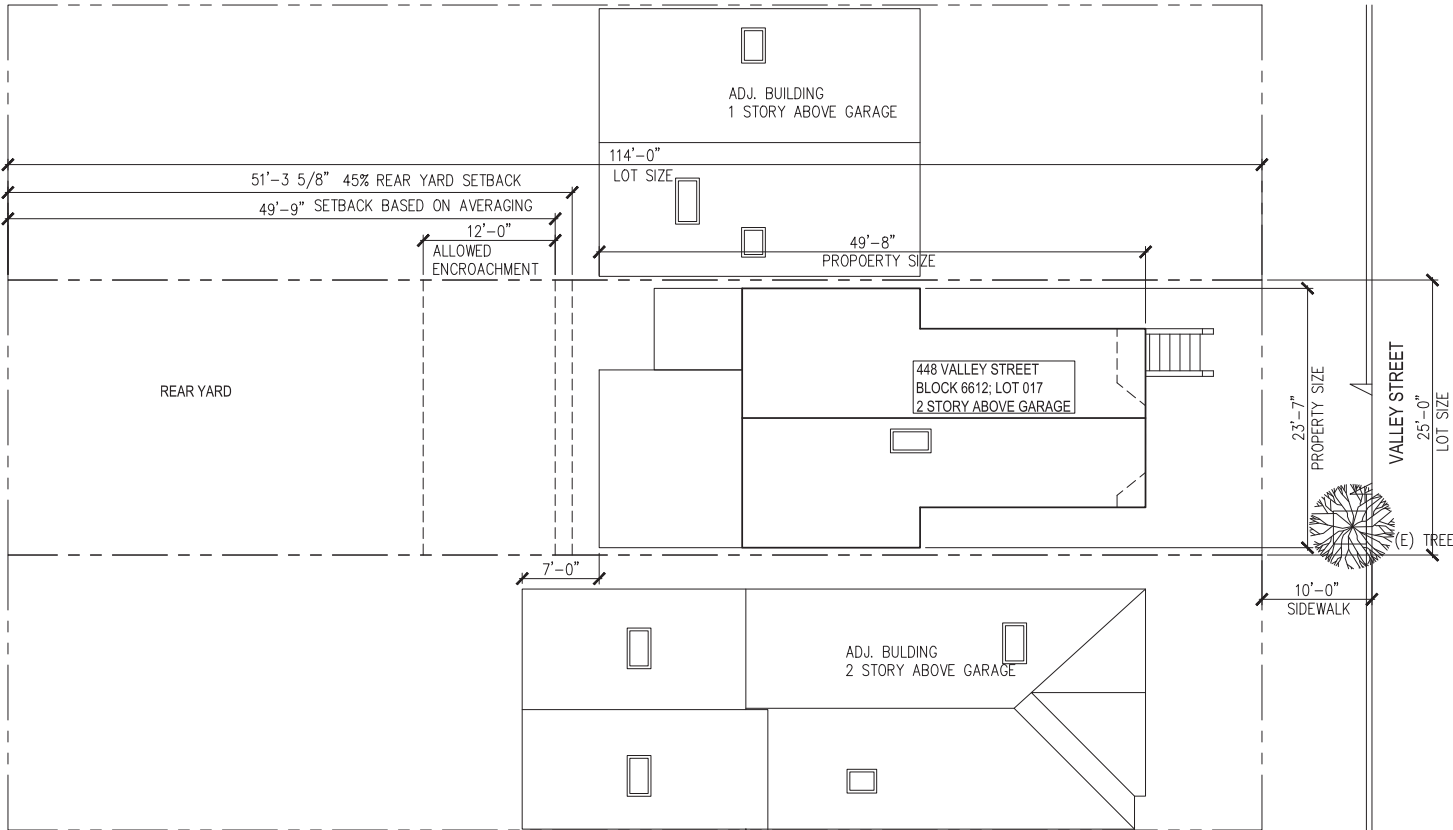 ADJ. BUILDING
1 STORY ABOVE GARAGE
114'-0"
LOT SIZE
51'-3 5/8" 45% REAR YARD SETBACK
49'-9" SETBACK BASED ON AVERAGING
12'-0"
ALLOWED
ENCROACHMENT
49'-8"
PROPOERTY SIZE
REAR YARD
448 VALLEY STREET
BLOCK 6612; LOT 017
2 STORY ABOVE GARAGE
23'-7"
PROPERTY SIZE
VALLEY STREET
25'-0"
LOT SIZE
(E) TREE
7'-0"
10'-0"
SIDEWALK
ADJ. BULDING
2 STORY ABOVE GARAGE